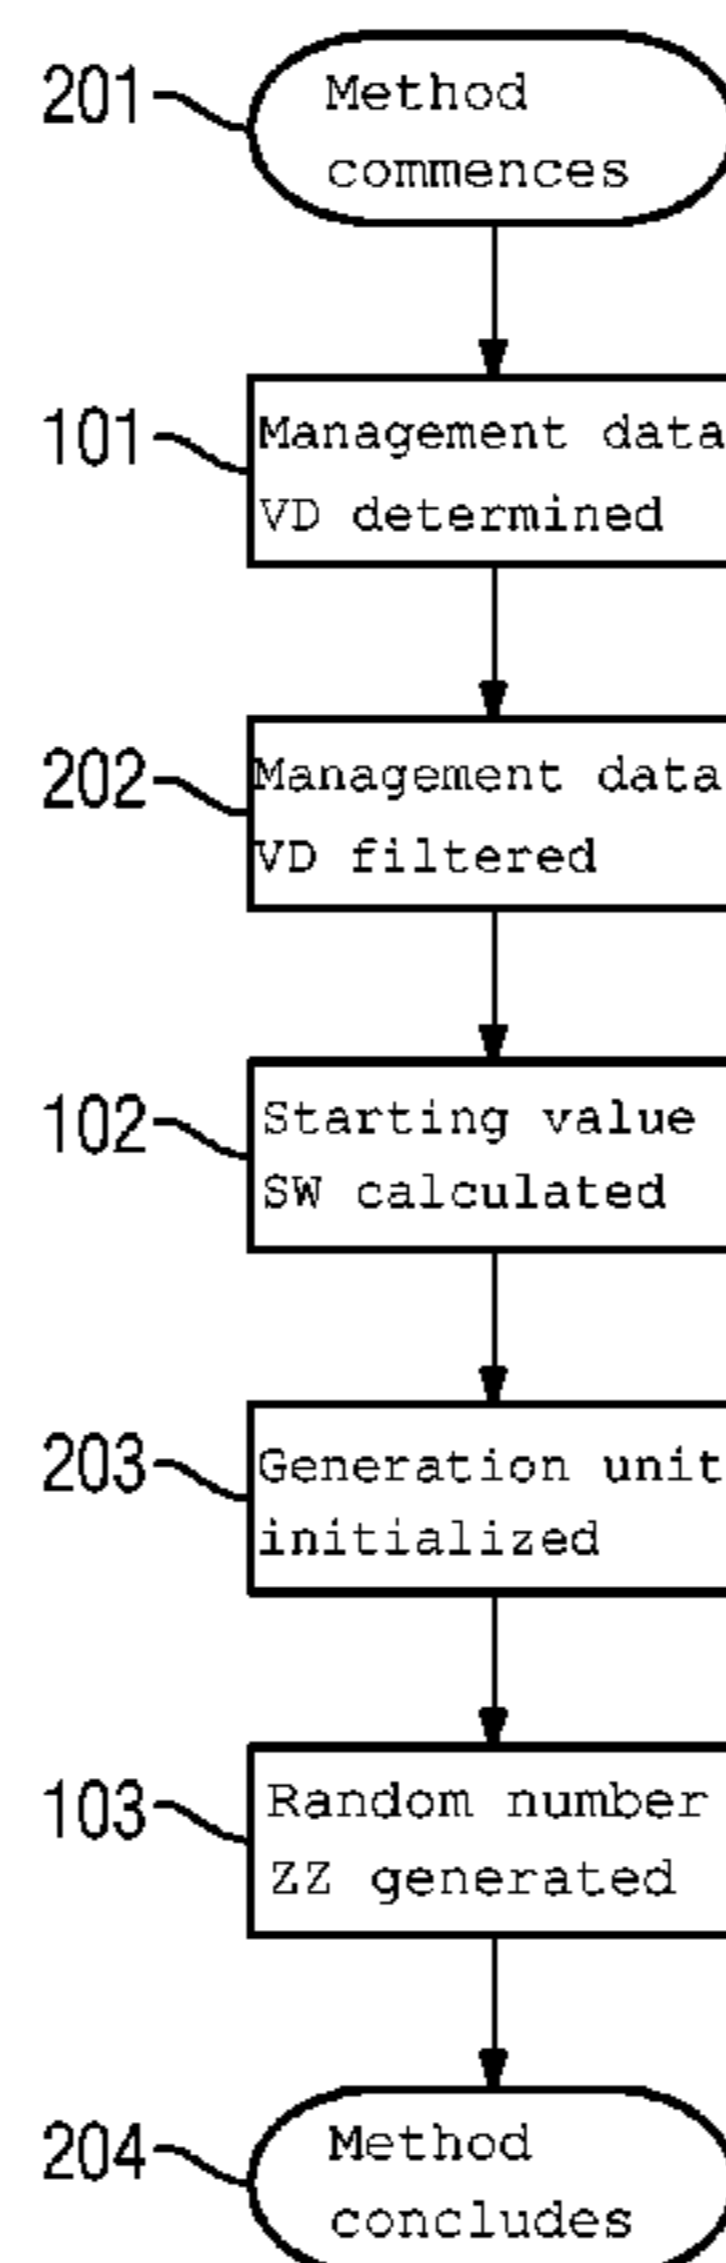 201
Method
commences
101
Management data
VD determined
202
Management data
VD filtered
102
Starting value
SW calculated
203
Generation unit
initialized
103
Random number
ZZ generated
204
Method
concludes